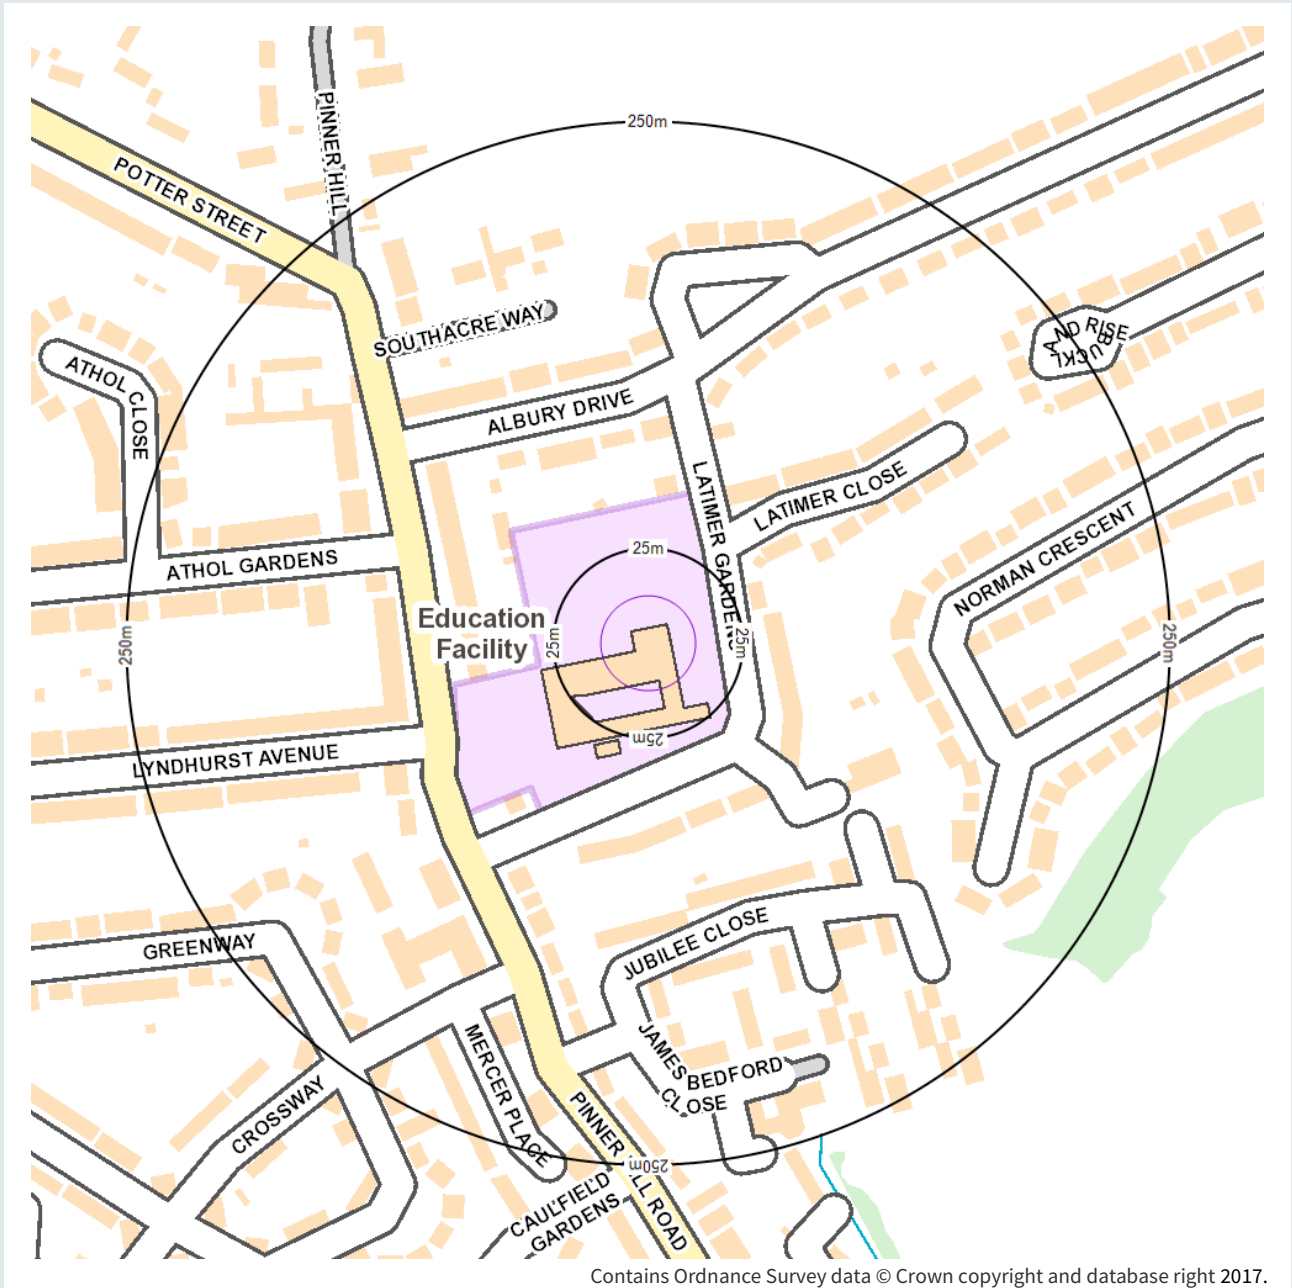 PINNER HILL
250m
POTTER STREET
SOUTHACRE WAY
AND RISE
BUCKL
ATHOL CLOSE
ALBURY DRIVE
LATIMER GARDENS
LATIMER CLOSE
NORMAN CRESCENT
ATHOL GARDENS
25m
Education
Facility
25m
25m
250m
250m
25m
LYNDHURST AVENUE
GREENWAY
JUBILEE CLOSE
MERCER PLACE
JAMES
BEDFORD
CLOSE
CROSSWAY
PINNER HILL ROAD
250m
CAULFIELD
GARDENS
Contains Ordnance Survey data © Crown copyright and database right 2017.